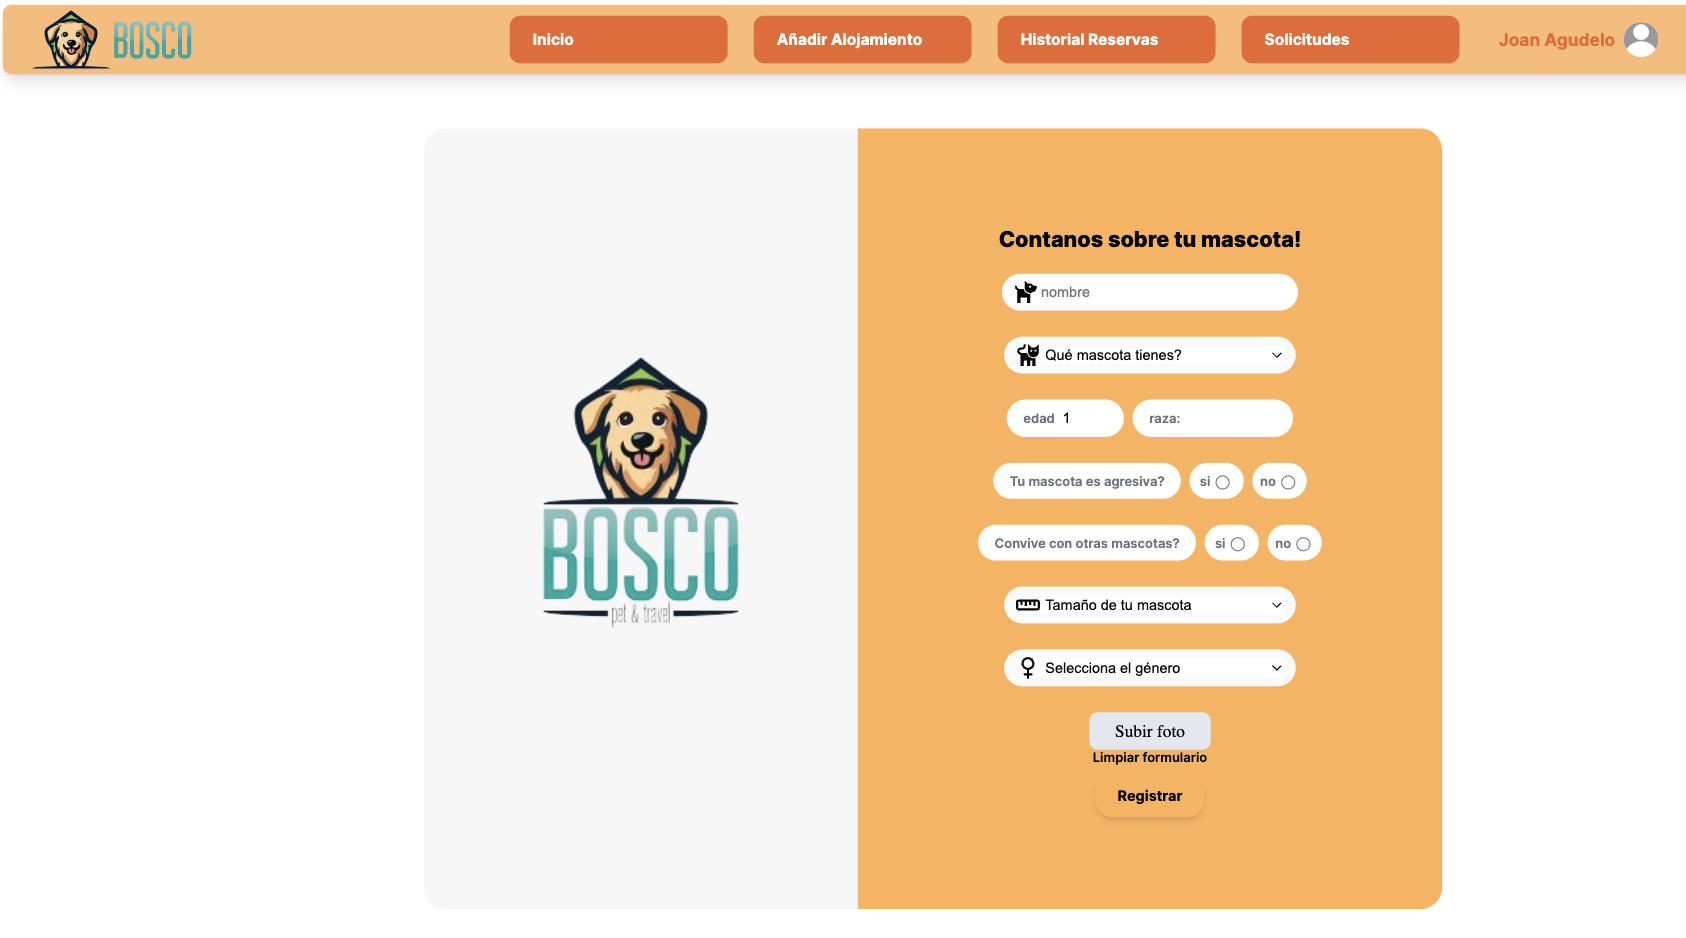 BOSCO
Inicio
Añadir Alojamiento
Historial Reservas
Solicitudes
Joan Agudelo
BOSCO
pet & travel
Contanos sobre tu mascota!
nombre
Qué mascota tienes?
edad 1 raza:
Tu mascota es agresiva? si no
Convive con otras mascotas? si no
Tamaño de tu mascota
Selecciona el género
Subir foto
Limpiar formulario
Registrar